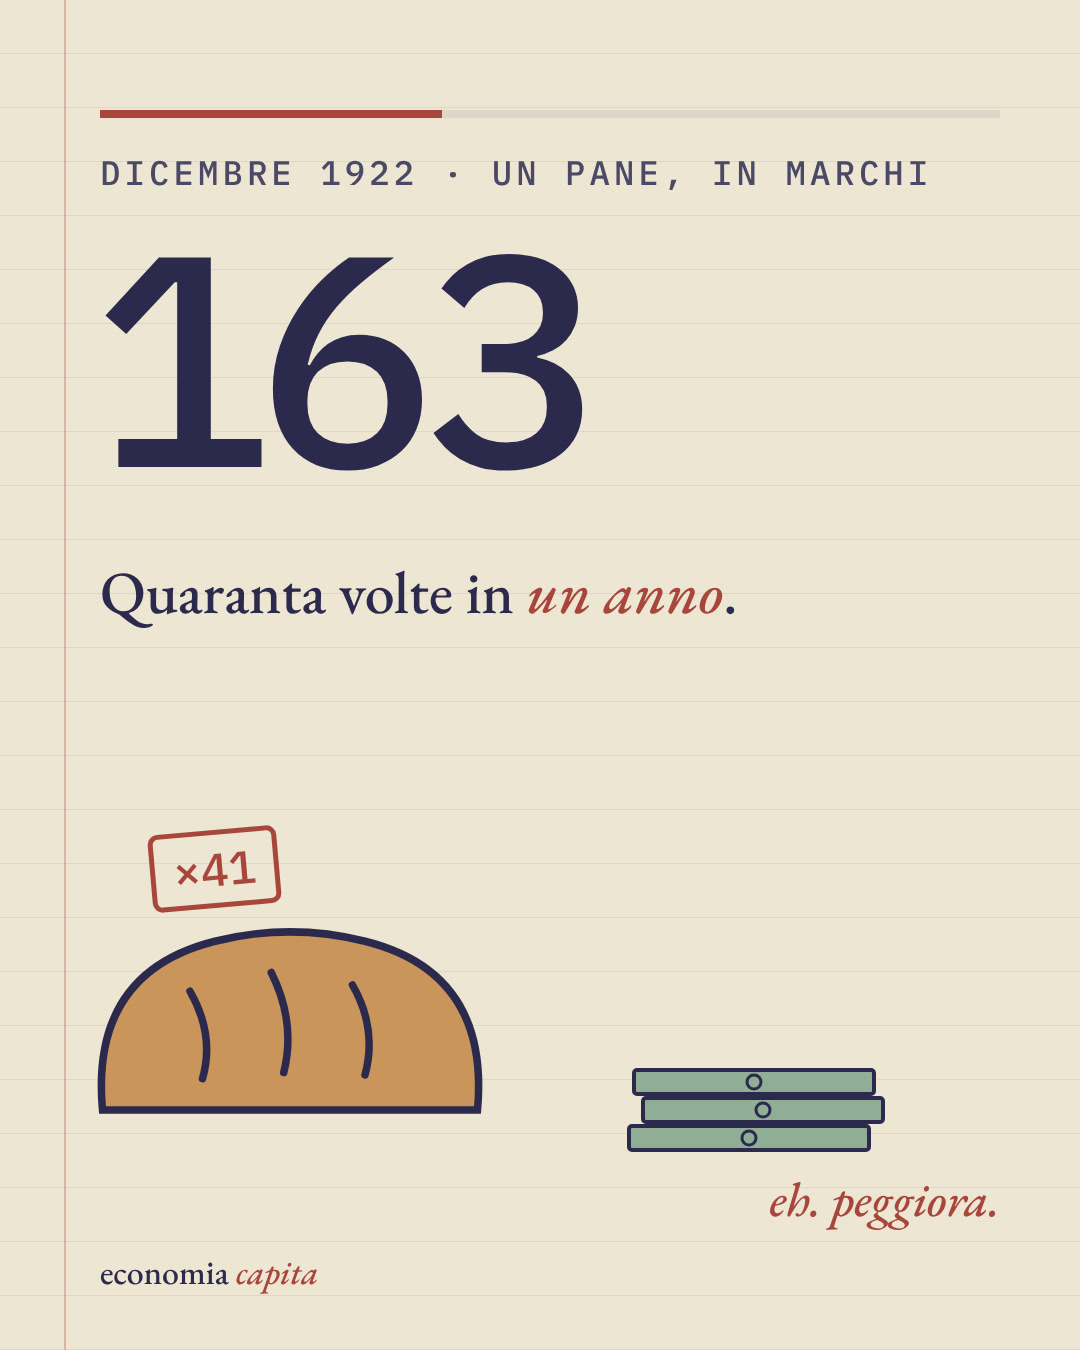 DICEMBRE 1922 · UN PANE, IN MARCHI
163
Quaranta volte in un anno.
×41
eh. peggiora.
economia capita